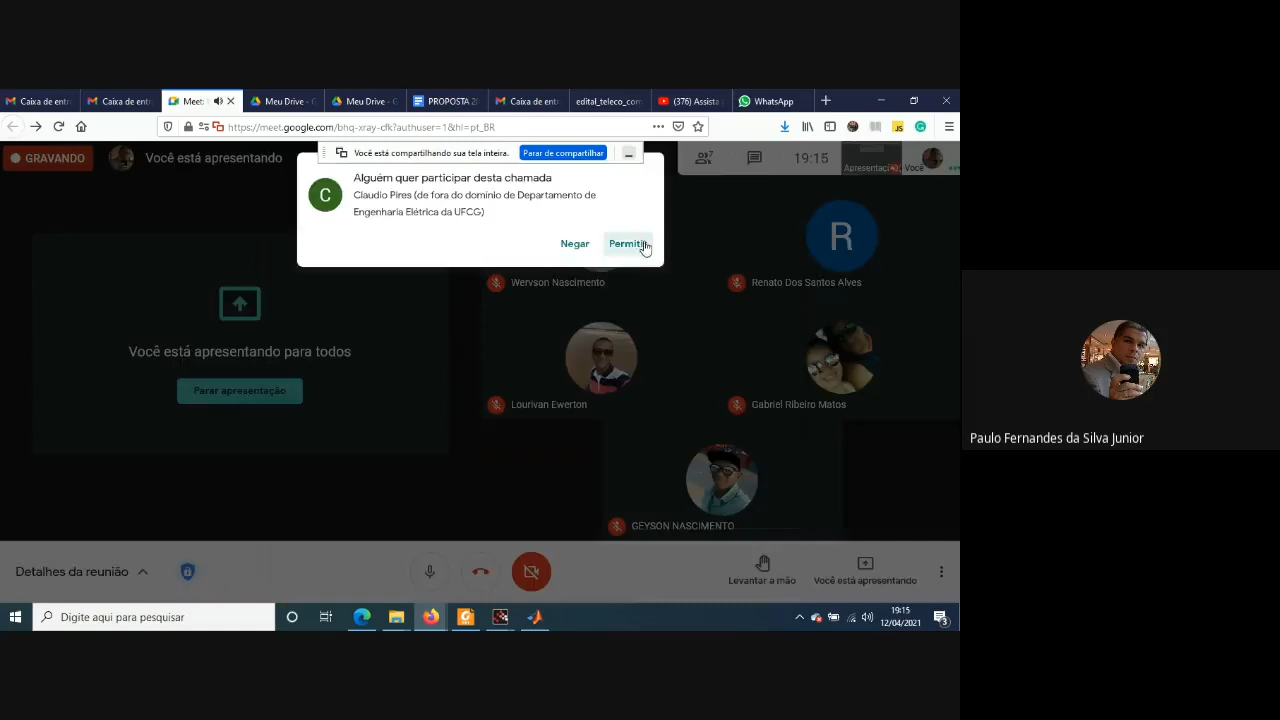 Caixa de entr
Caixa de entr
Meet:
Meu Drive - G
Meu Drive - G
PROPOSTA 20
Caixa de entr
edital_teleco_com
(376) Assista
WhatsApp
https://meet.google.com/bhq-xray-cfk?authuser=1&hl=pt_BR
JS
GRAVANDO
Você está apresentando
Você está compartilhando sua tela inteira.
Parar de compartilhar
19:15
Apresentaç
Você
Alguém quer participar desta chamada
C
Claudio Pires (de fora do domínio de Departamento de
Engenharia Elétrica da UFCG)
Negar
Permitir
R
Wervson Nascimento
Renato Dos Santos Alves
Você está apresentando para todos
Parar apresentação
Lourivan Ewerton
Gabriel Ribeiro Matos
GEYSON NASCIMENTO
Paulo Fernandes da Silva Junior
Detalhes da reunião
Levantar a mão
Você está apresentando
Digite aqui para pesquisar
19:15
12/04/2021
3